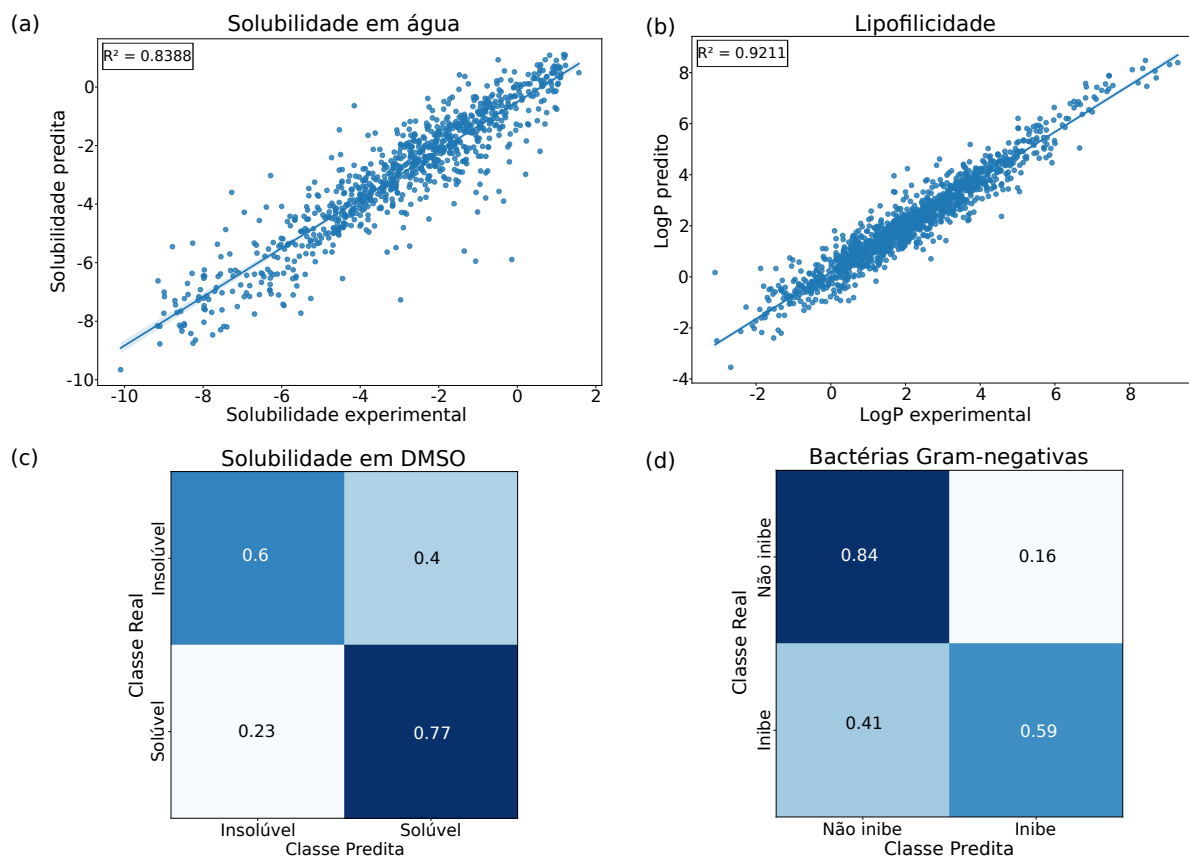 (a)
Solubilidade em água
R² = 0.8388
0
-2
-4
-6
-8
-10
Solubilidade predita
-10 -8 -6 -4 -2 0 2
Solubilidade experimental
(b)
Lipofilicidade
R² = 0.9211
8
6
4
2
0
-2
-4
LogP predito
-2 0 2 4 6 8
LogP experimental
(c)
Solubilidade em DMSO
Classe Real
Insolúvel
0.6 0.4
Solúvel
0.23 0.77
Insolúvel Solúvel
Classe Predita
(d)
Bactérias Gram-negativas
Classe Real
Não inibe
0.84 0.16
Inibe
0.41 0.59
Não inibe Inibe
Classe Predita